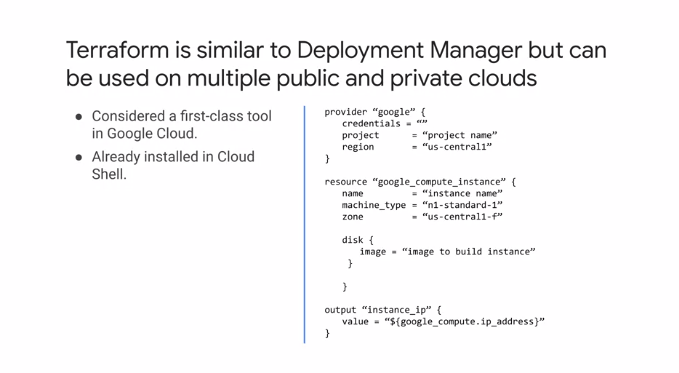 Terraform is similar to Deployment Manager but can
be used on multiple public and private clouds
● Considered a first-class tool
in Google Cloud.
● Already installed in Cloud
Shell.
provider “google” {
credentials = “”
project = “project name”
region = “us-central1”
}
resource “google_compute_instance” {
name = “instance name”
machine_type = “n1-standard-1”
zone = “us-central1-f”
disk {
image = “image to build instance”
}
}
output “instance_ip” {
value = “${google_compute.ip_address}”
}